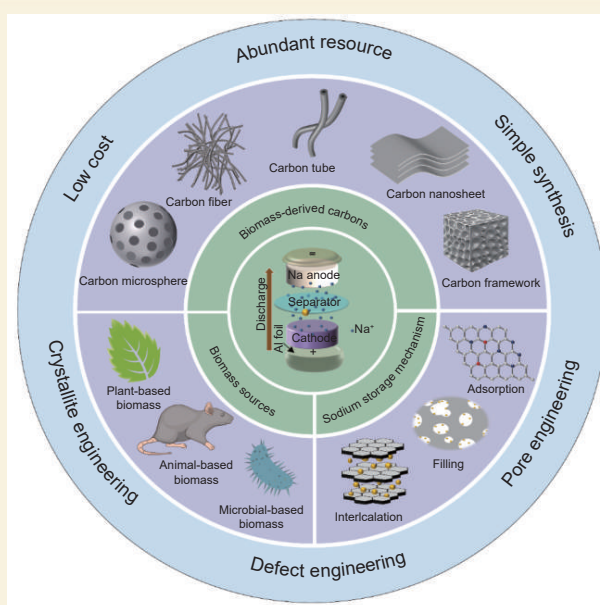 Abundant resource
Low cost
Simple synthesis
Carbon tube
Carbon fiber
Carbon nanosheet
Carbon microsphere
Carbon framework
Biomass-derived carbons
Na anode
Separator
Discharge
Na⁺
Cathode
Al foil
+
Biomass sources
Sodium storage mechanism
Plant-based
biomass
Animal-based
biomass
Microbial-based
biomass
Adsorption
Filling
Interlcalation
Crystallite engineering
Pore engineering
Defect engineering